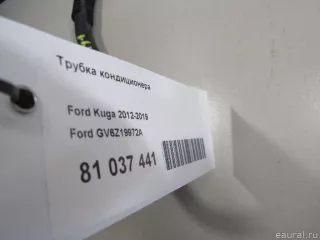 Трубка кондиционера
Ford Kuga 2012-2019
Ford GV6Z19972A
81 037 441
eaural.ru